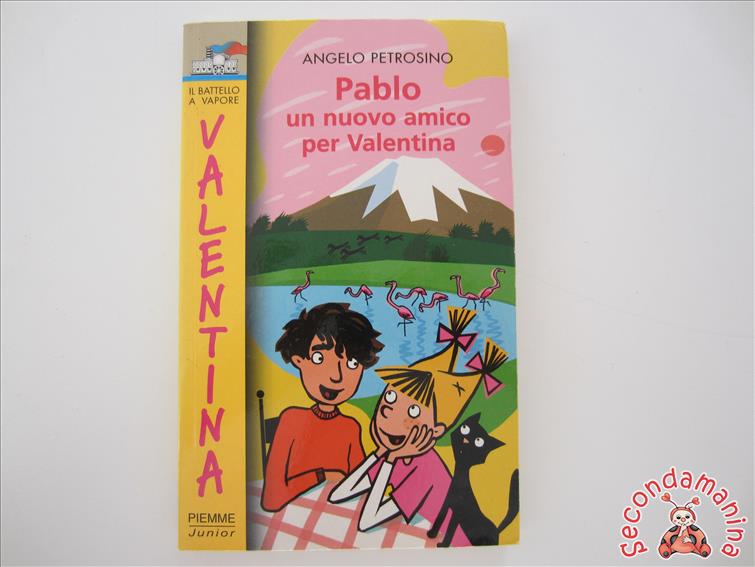 IL BATTELLO
A VAPORE
VALENTINA
PIEMME
Junior
ANGELO PETROSINO
Pablo
un nuovo amico
per Valentina
Secondamanina